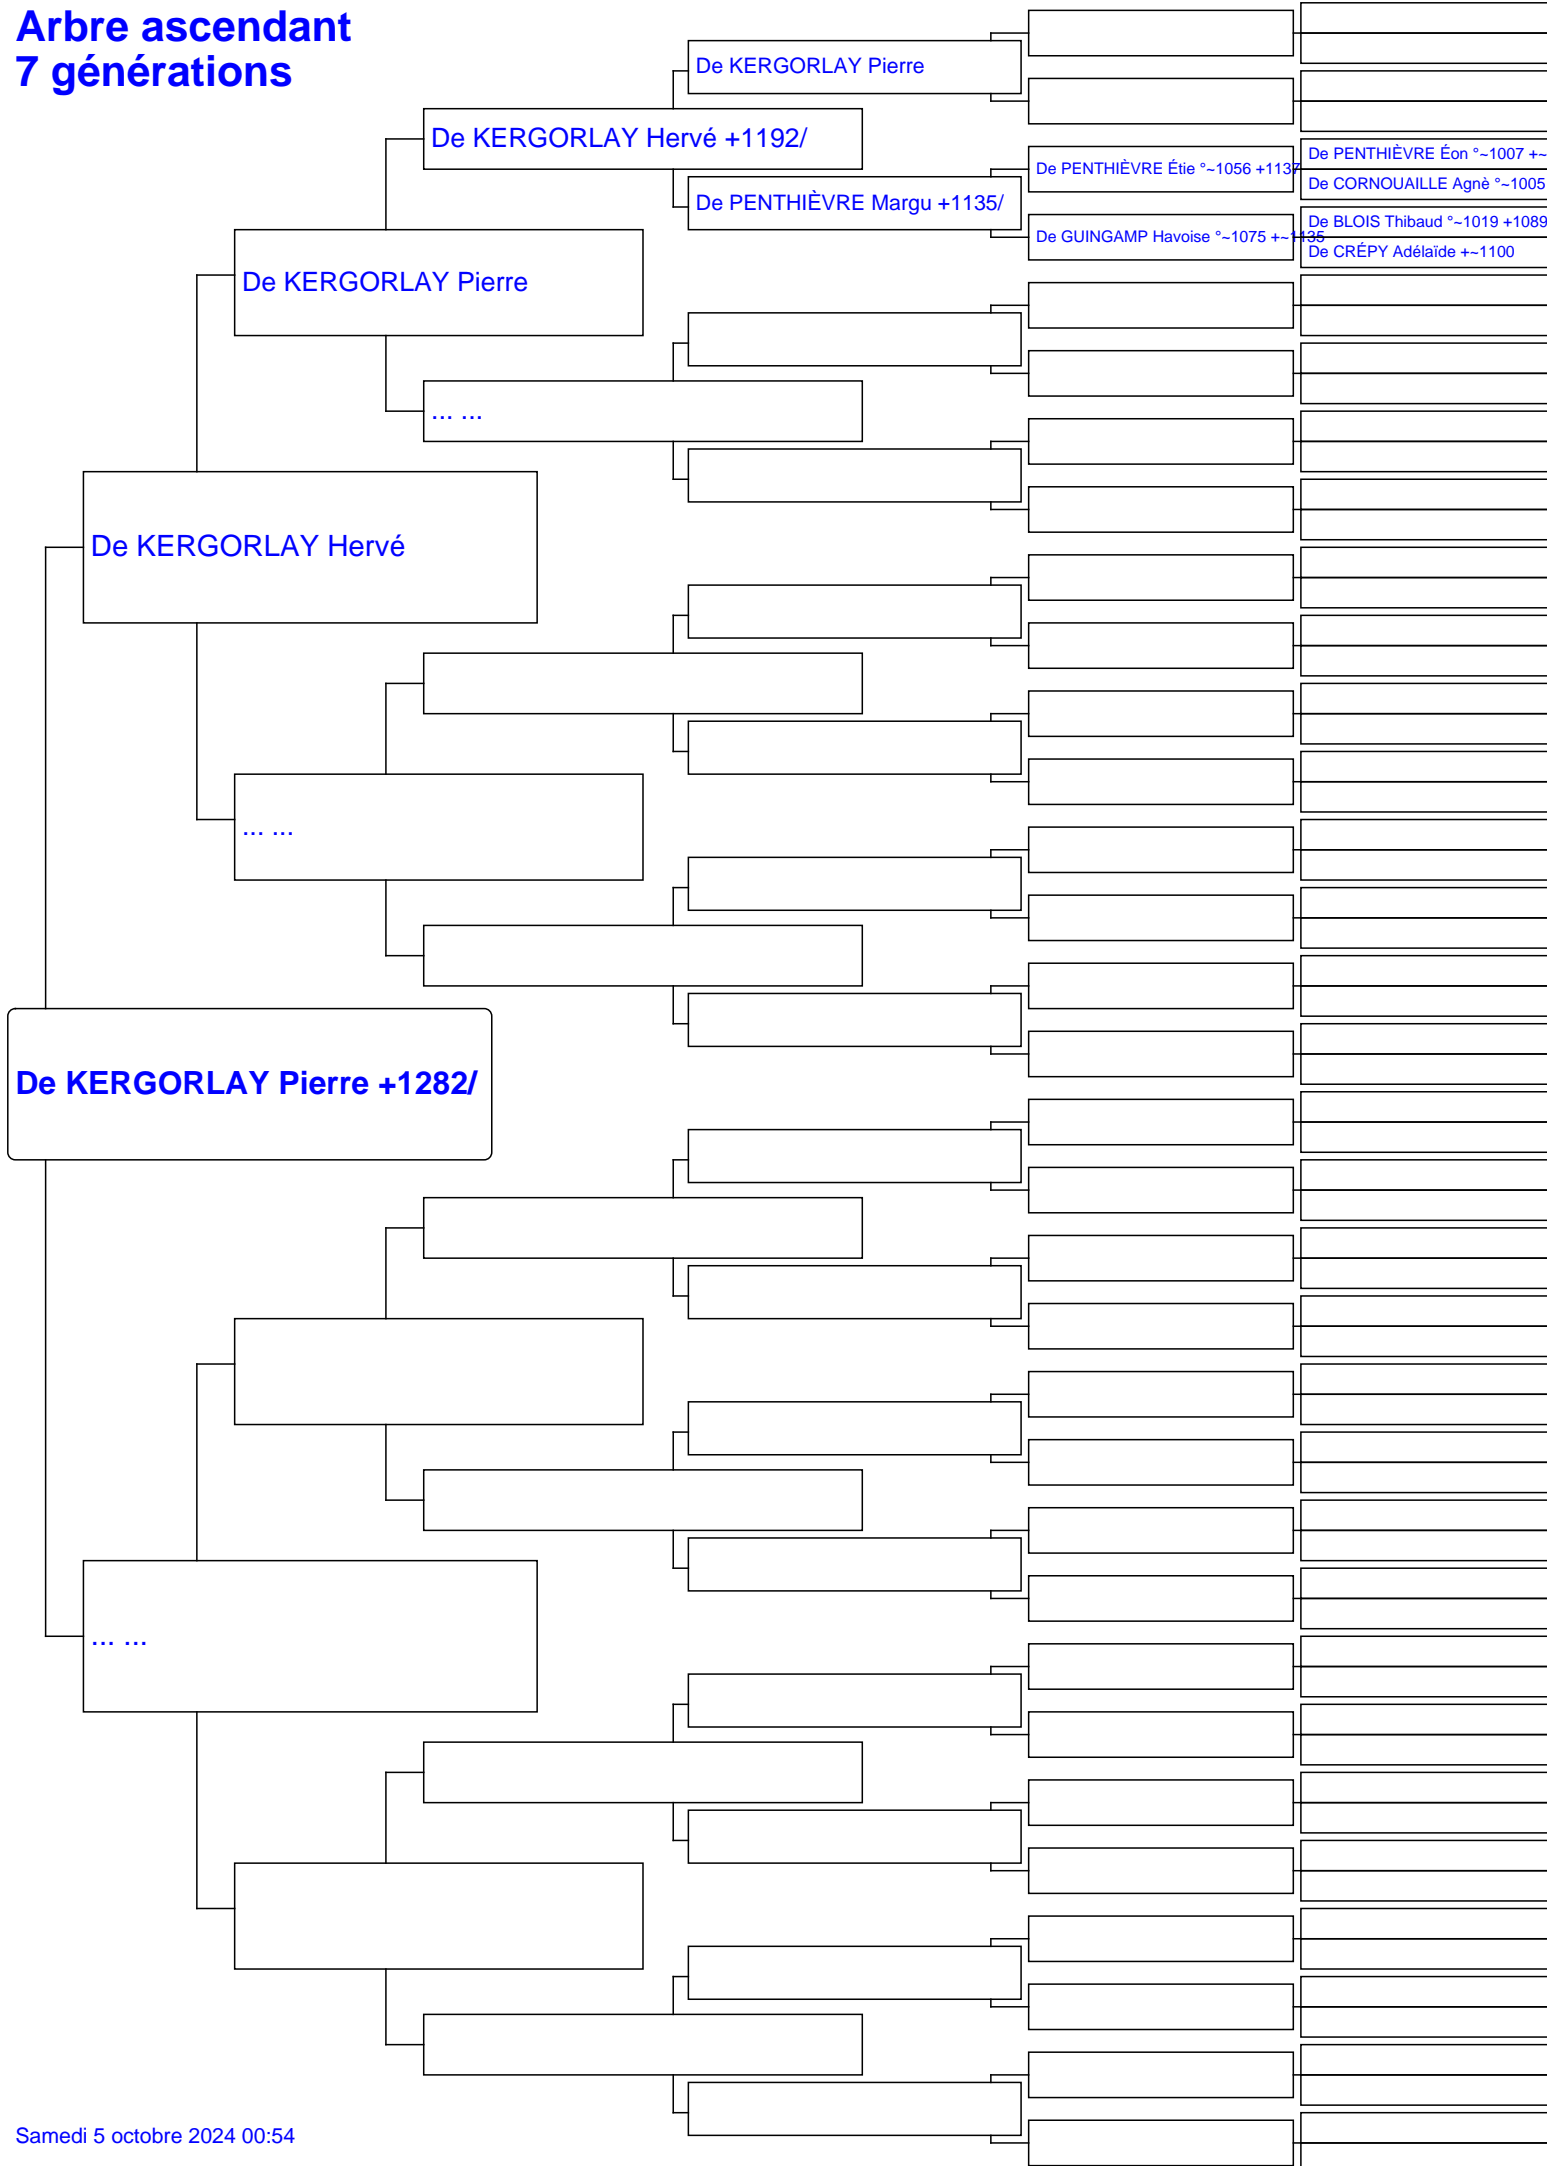 Arbre ascendant
7 générations
De KERGORLAY Pierre
De KERGORLAY Hervé +1192/
De PENTHIÈVRE Éon °~1007 +~
De PENTHIÈVRE Étie °~1056 +1137
De CORNOUAILLE Agnè °~1005
De PENTHIÈVRE Margu +1135/
De BLOIS Thibaud °~1019 +1089
De GUINGAMP Havoise °~1075 +~1135
De CRÉPY Adélaïde +~1100
De KERGORLAY Pierre
... ...
De KERGORLAY Hervé
... ...
De KERGORLAY Pierre +1282/
... ...
Samedi 5 octobre 2024 00:54